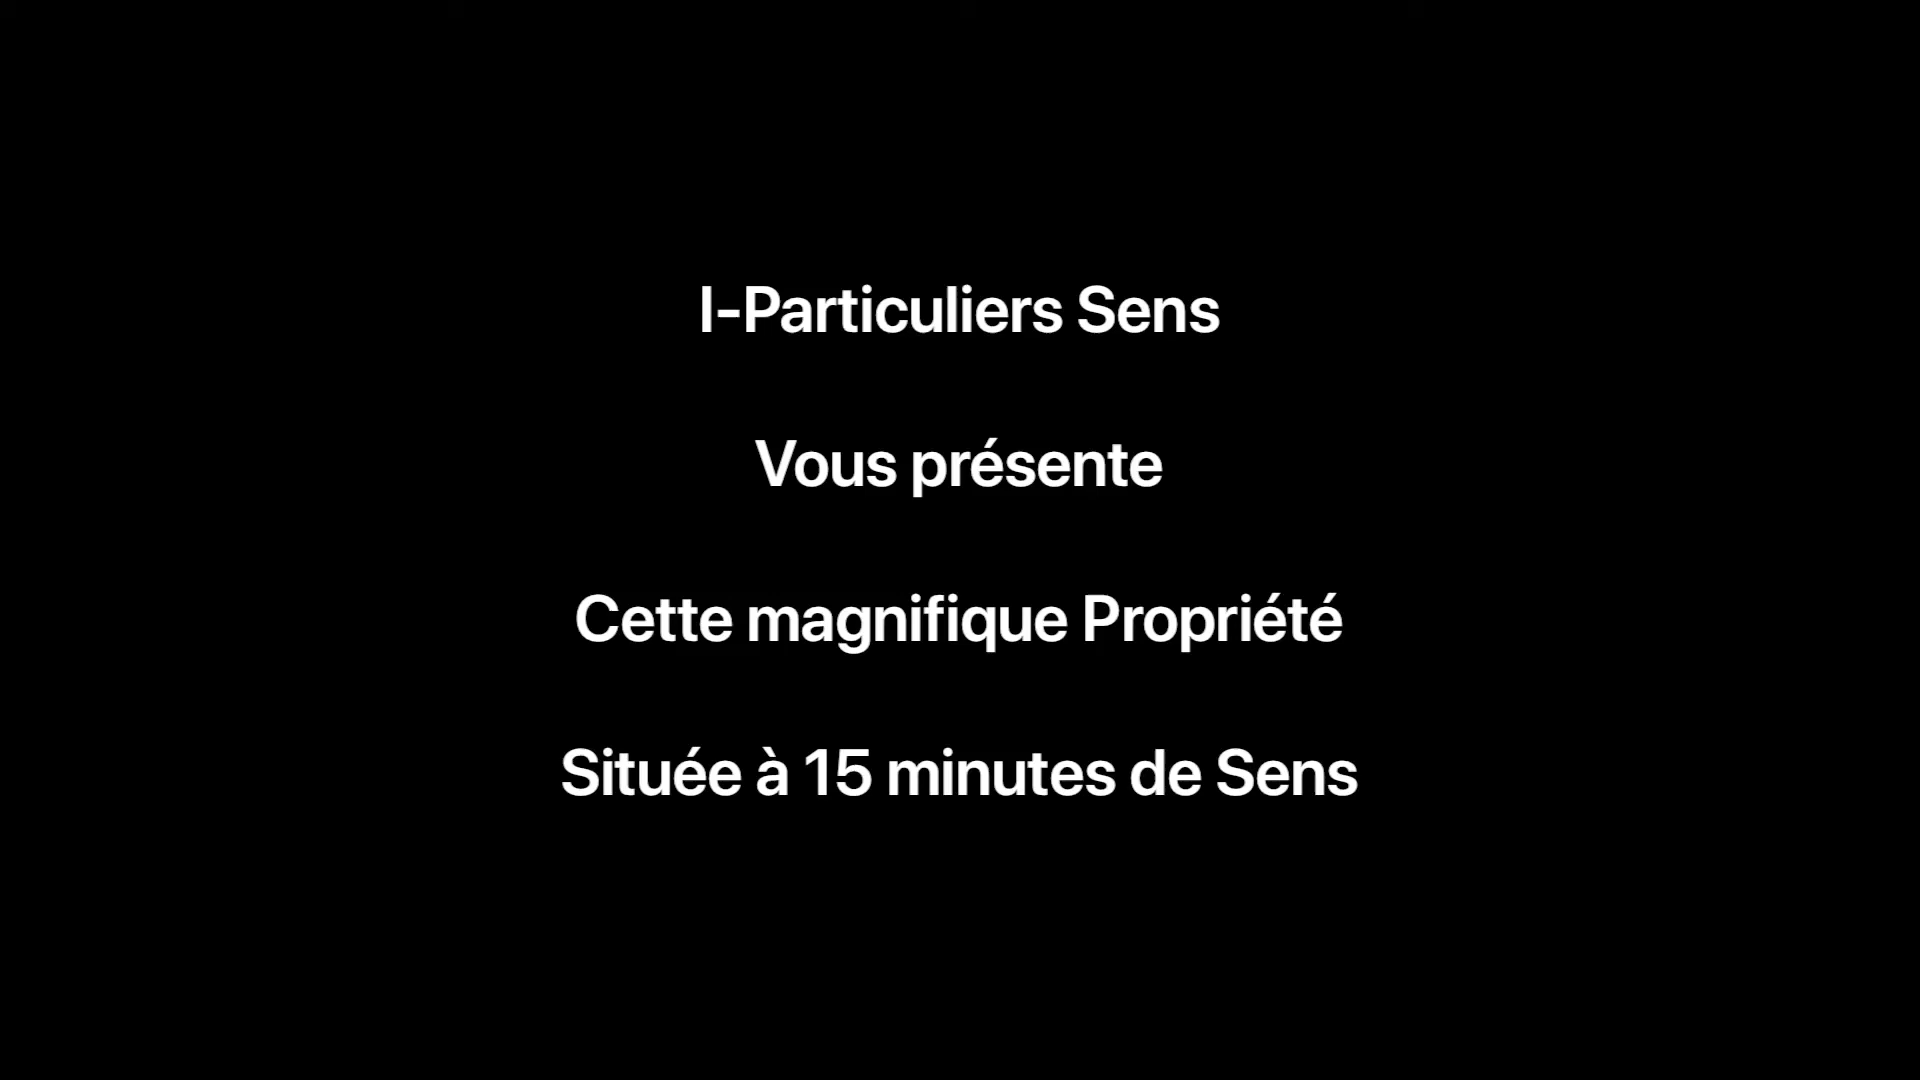 I-Particuliers Sens
Vous présente
Cette magnifique Propriété
Située à 15 minutes de Sens